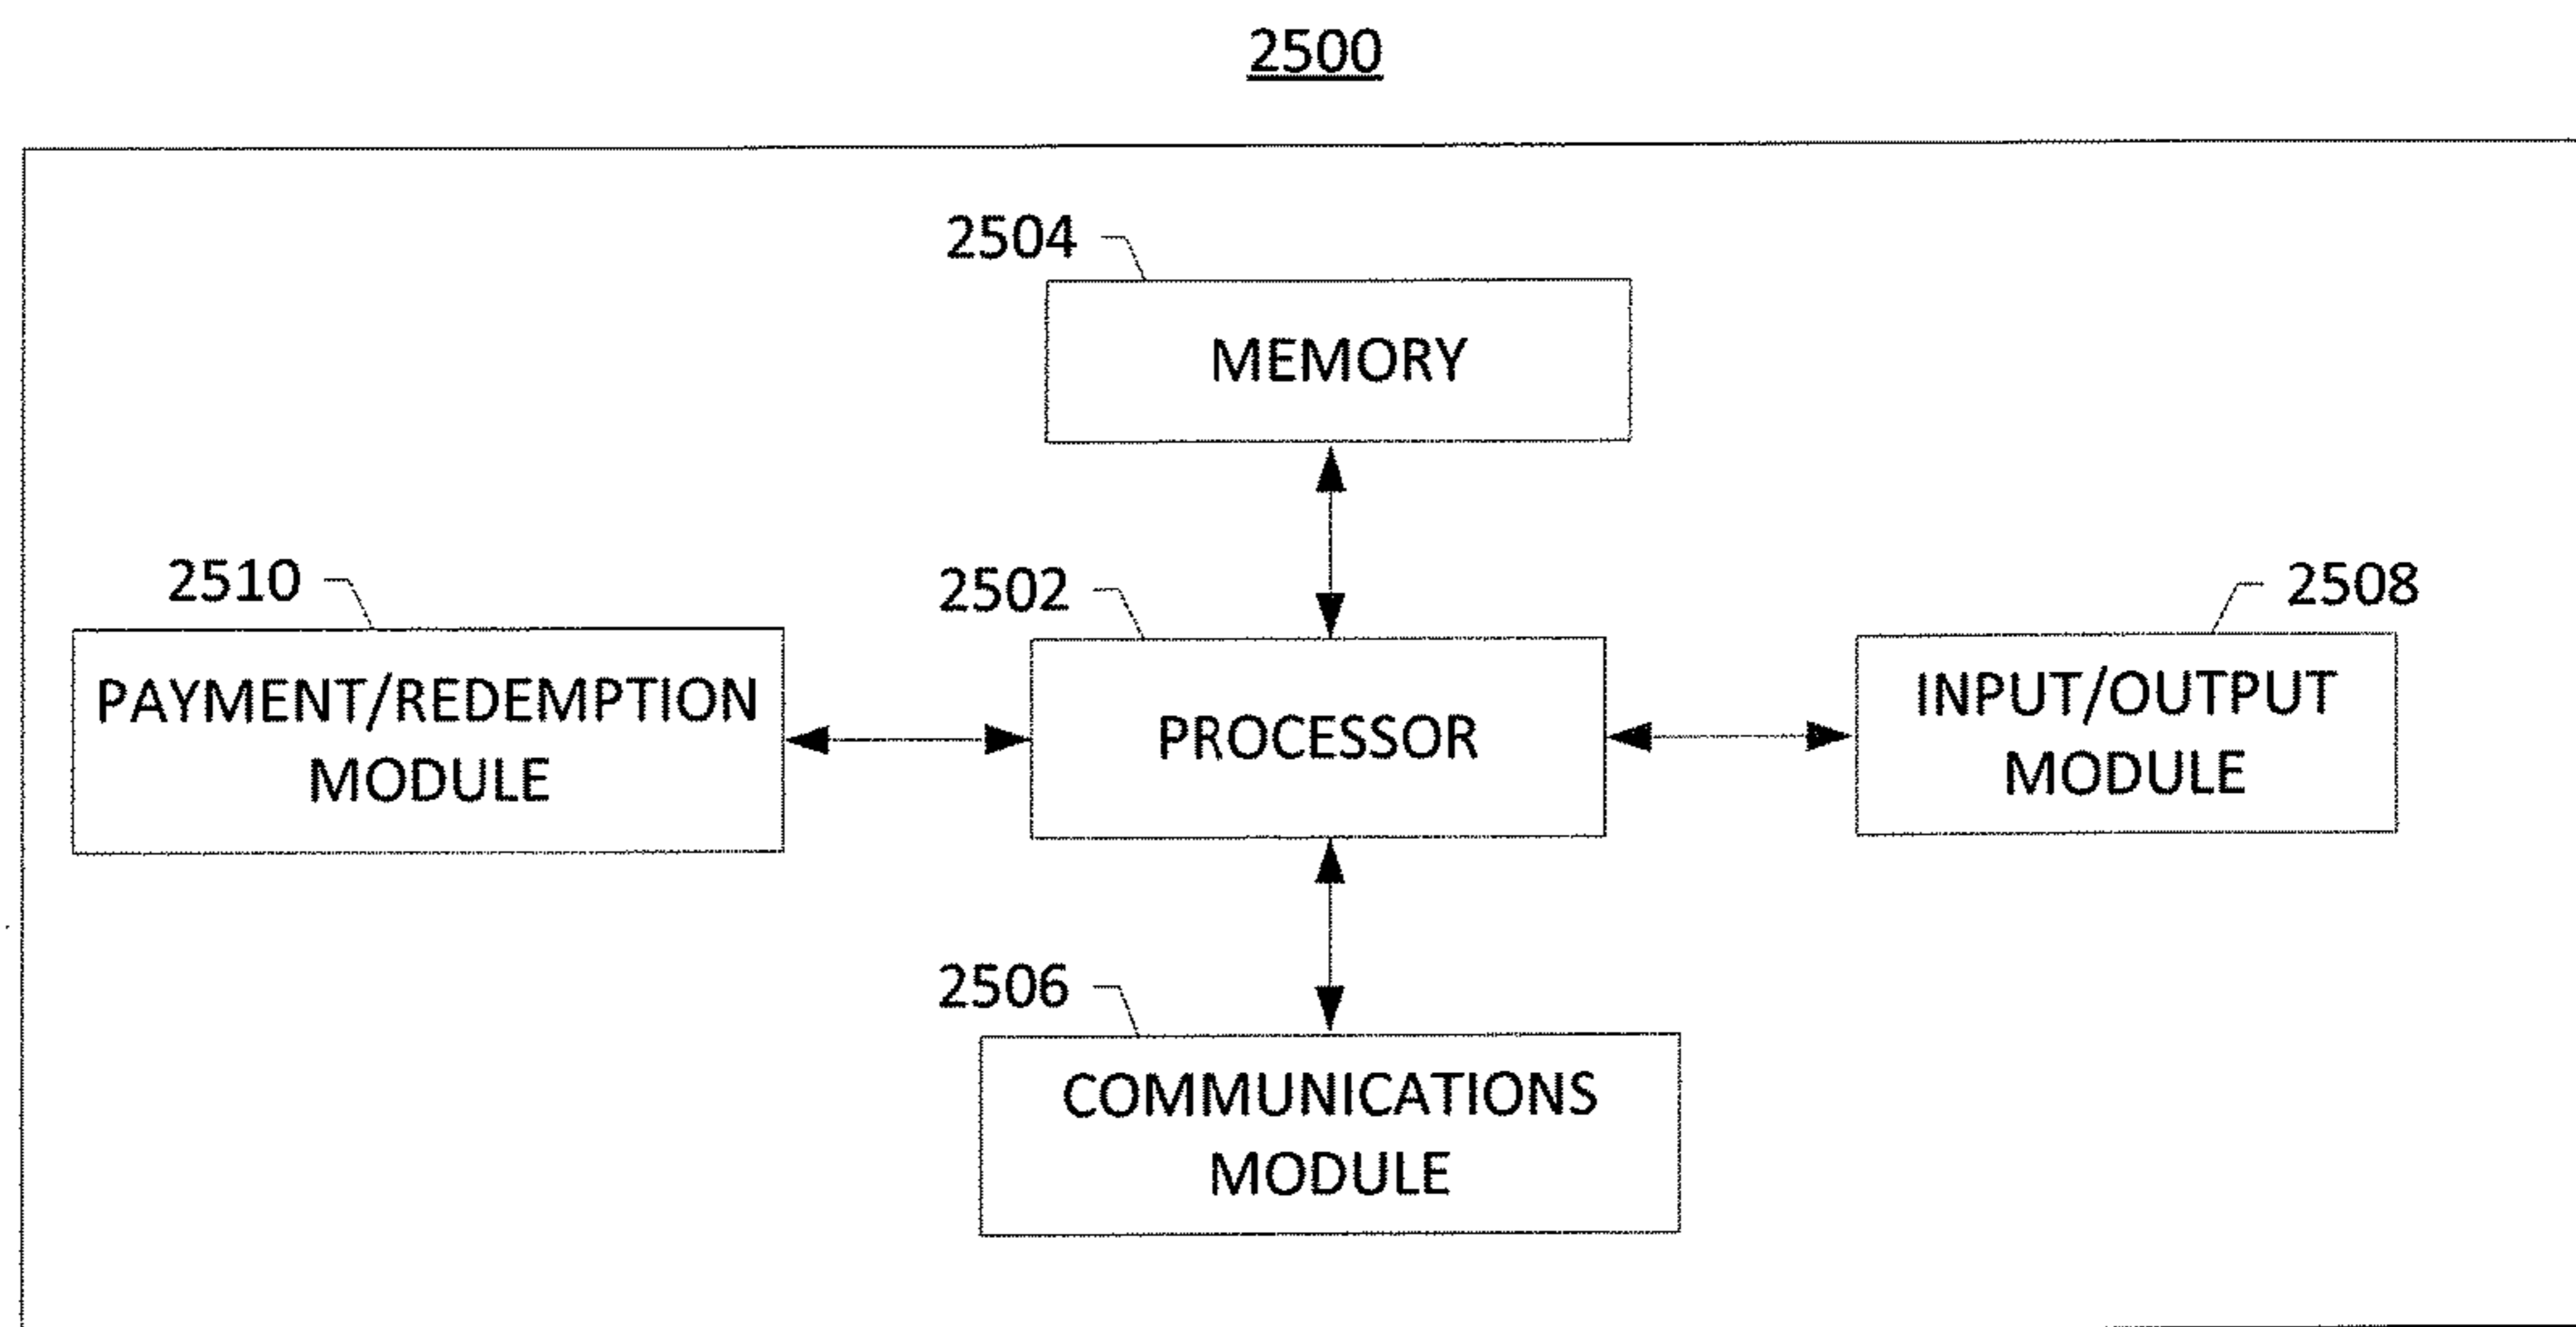 2500
2504
MEMORY
2510
2502
2508
PAYMENT/REDEMPTION
MODULE
PROCESSOR
INPUT/OUTPUT
MODULE
2506
COMMUNICATIONS
MODULE